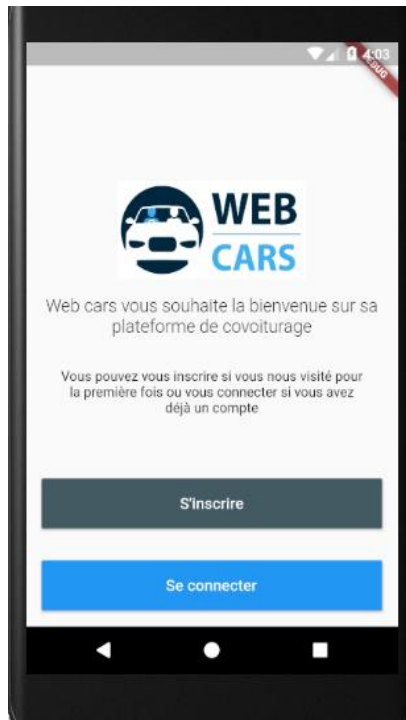 4:03
DEBUG
WEB
CARS
Web cars vous souhaite la bienvenue sur sa
plateforme de covoiturage
Vous pouvez vous inscrire si vous nous visité pour
la première fois ou vous connecter si vous avez
déjà un compte
S'inscrire
Se connecter